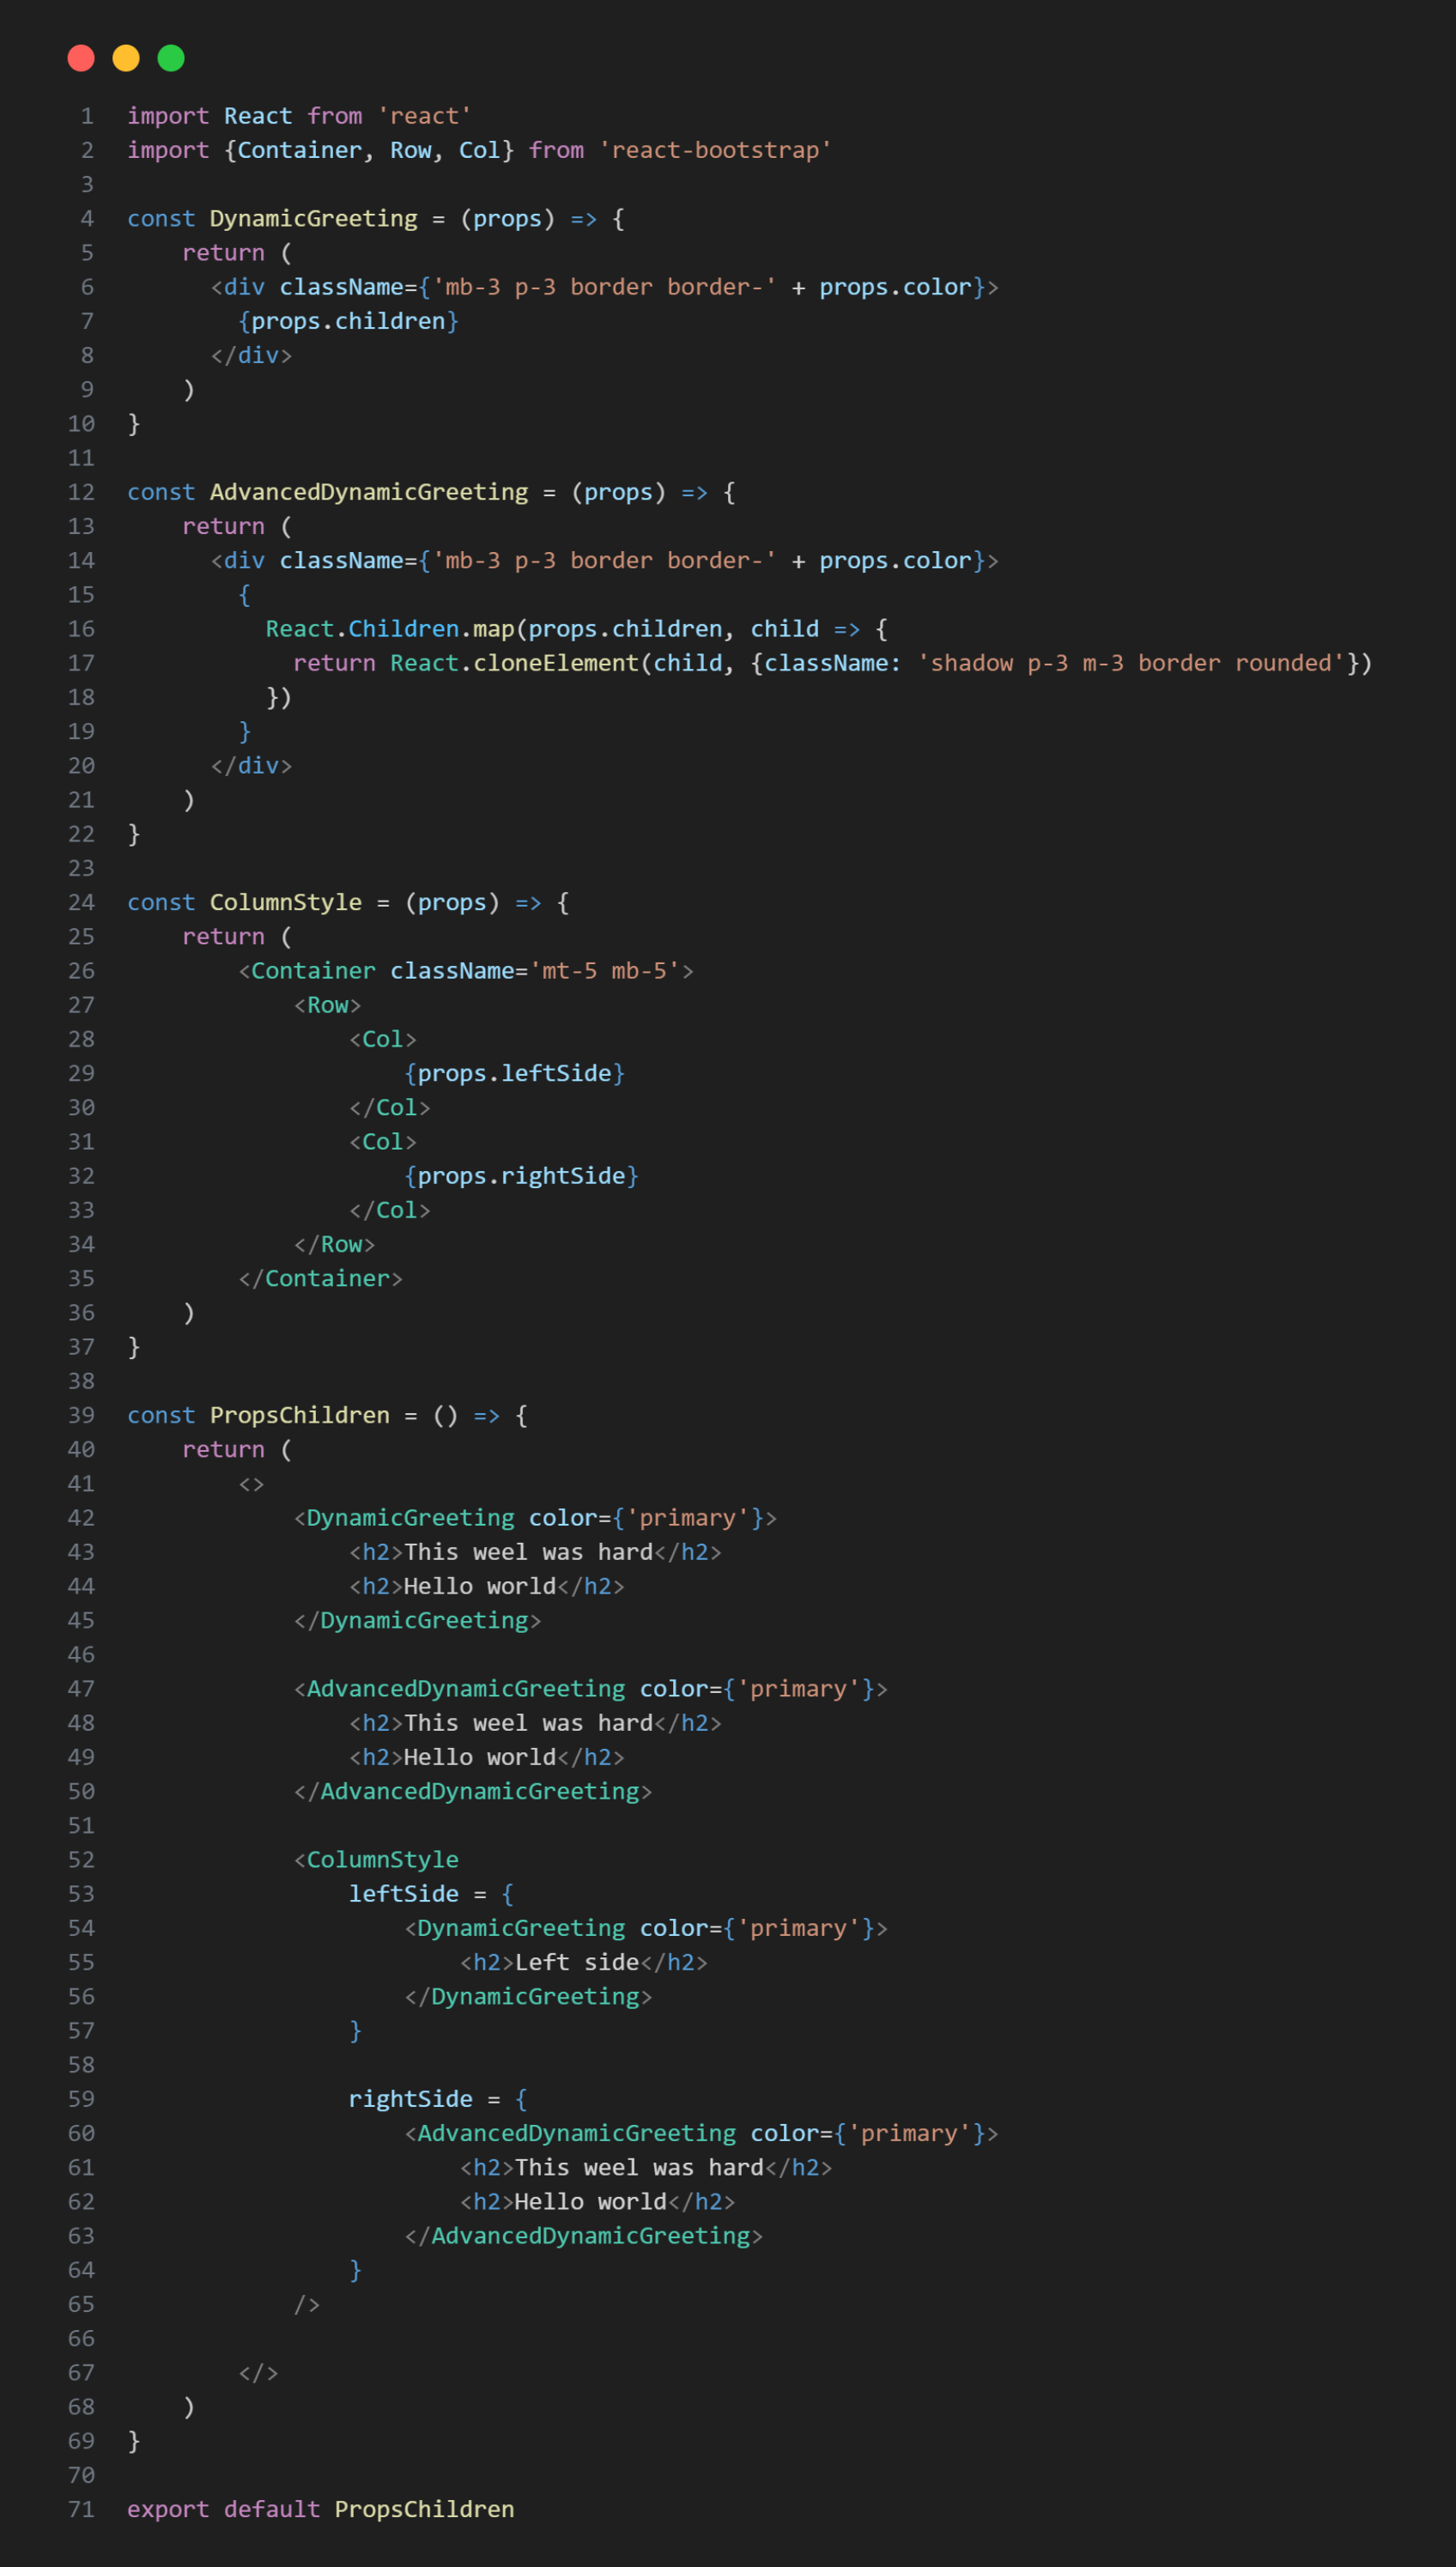 1 import React from 'react'
2 import {Container, Row, Col} from 'react-bootstrap'
3
4 const DynamicGreeting = (props) => {
5     return (
6       <div className={'mb-3 p-3 border border-' + props.color}>
7         {props.children}
8       </div>
9     )
10 }
11
12 const AdvancedDynamicGreeting = (props) => {
13     return (
14       <div className={'mb-3 p-3 border border-' + props.color}>
15         {
16           React.Children.map(props.children, child => {
17             return React.cloneElement(child, {className: 'shadow p-3 m-3 border rounded'})
18           })
19         }
20       </div>
21     )
22 }
23
24 const ColumnStyle = (props) => {
25     return (
26         <Container className='mt-5 mb-5'>
27             <Row>
28                 <Col>
29                     {props.leftSide}
30                 </Col>
31                 <Col>
32                     {props.rightSide}
33                 </Col>
34             </Row>
35         </Container>
36     )
37 }
38
39 const PropsChildren = () => {
40     return (
41         <>
42             <DynamicGreeting color={'primary'}>
43                 <h2>This weel was hard</h2>
44                 <h2>Hello world</h2>
45             </DynamicGreeting>
46
47             <AdvancedDynamicGreeting color={'primary'}>
48                 <h2>This weel was hard</h2>
49                 <h2>Hello world</h2>
50             </AdvancedDynamicGreeting>
51
52             <ColumnStyle
53                 leftSide = {
54                     <DynamicGreeting color={'primary'}>
55                         <h2>Left side</h2>
56                     </DynamicGreeting>
57                 }
58
59                 rightSide = {
60                     <AdvancedDynamicGreeting color={'primary'}>
61                         <h2>This weel was hard</h2>
62                         <h2>Hello world</h2>
63                     </AdvancedDynamicGreeting>
64                 }
65             />
66
67         </>
68     )
69 }
70
71 export default PropsChildren